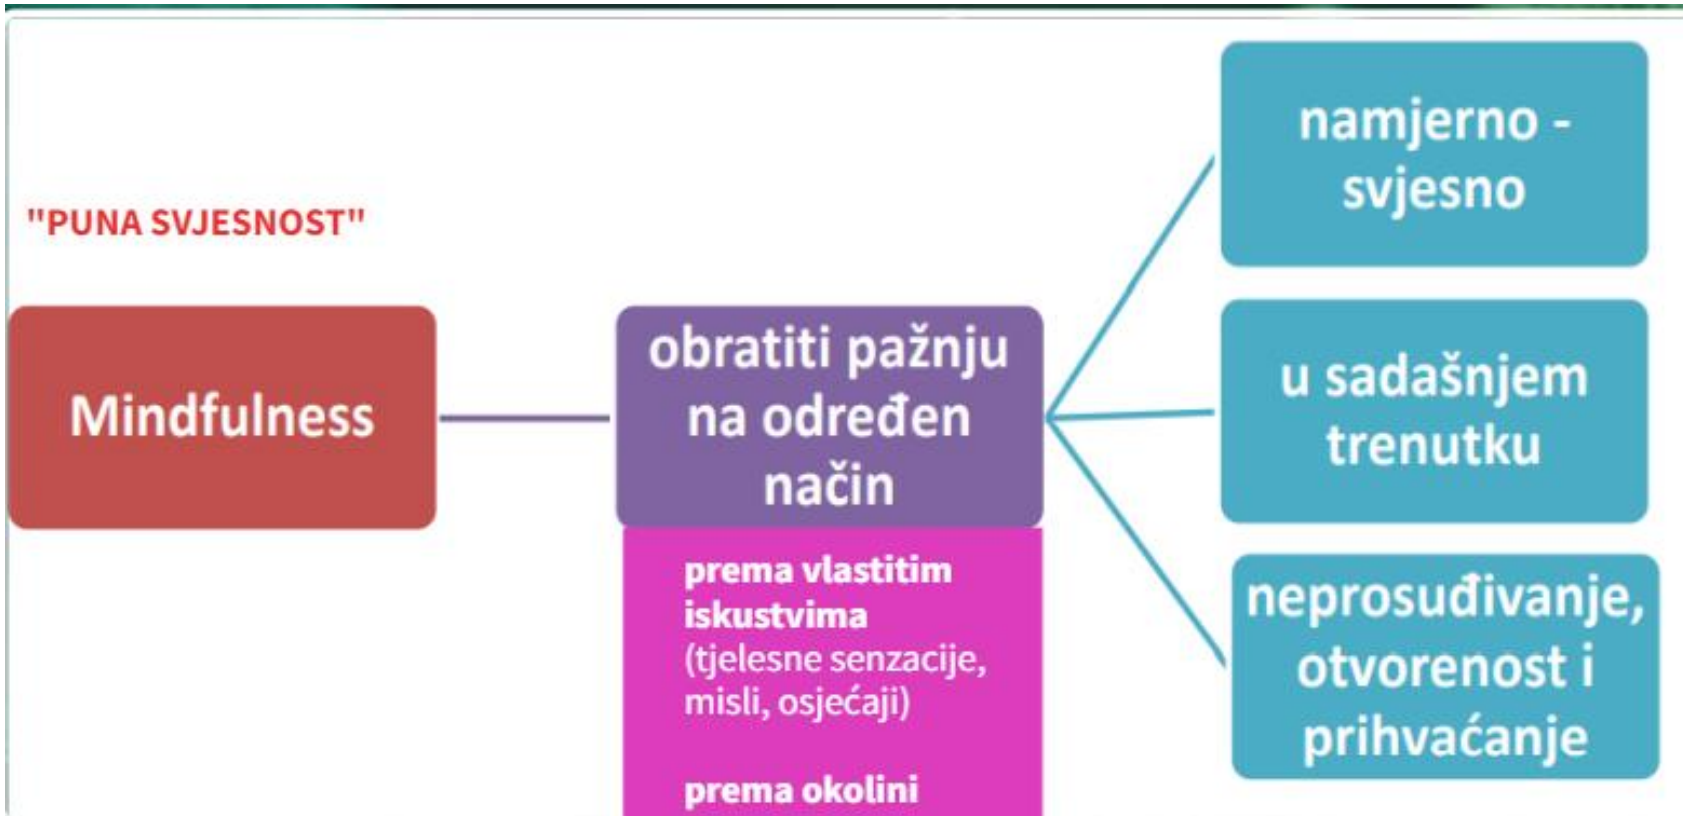 "PUNA SVJESNOST"
Mindfulness
obratiti pažnju
na određen
način
prema vlastitim
iskustvima
(tjelesne senzacije,
misli, osjećaji)
prema okolini
namjerno -
svjesno
u sadašnjem
trenutku
neprosuđivanje,
otvorenost i
prihvaćanje